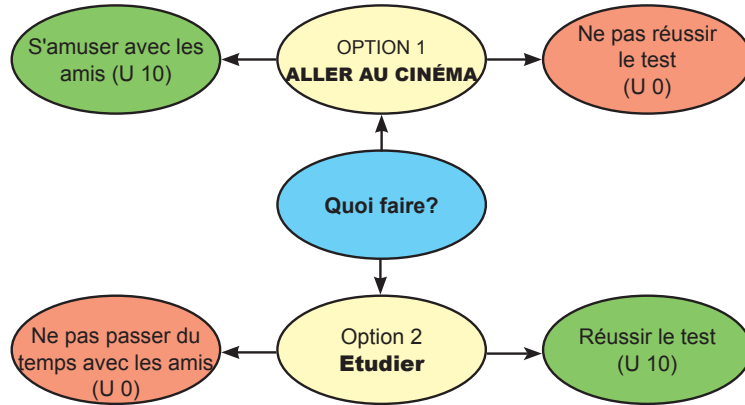 S'amuser avec les
amis (U 10)
OPTION 1
ALLER AU CINÉMA
Ne pas réussir
le test
(U 0)
Quoi faire?
Ne pas passer du
temps avec les amis
(U 0)
Option 2
Etudier
Réussir le test
(U 10)